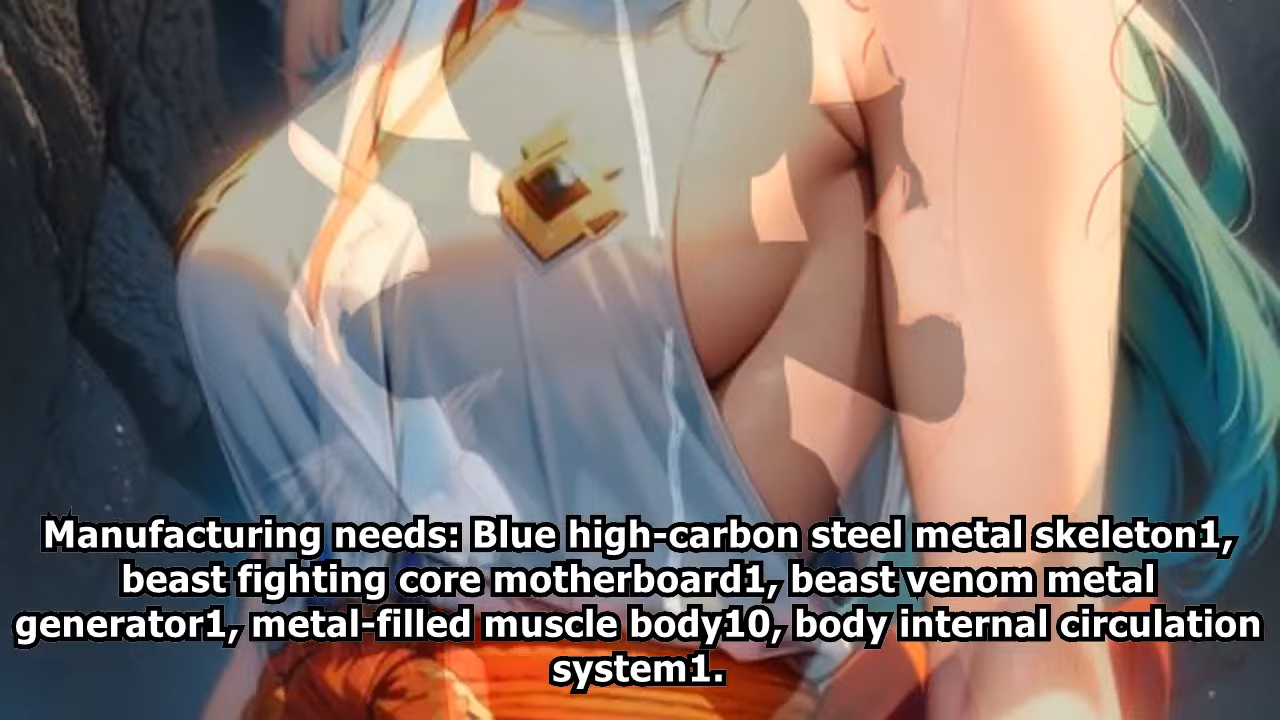 Manufacturing needs: Blue high-carbon steel metal skeleton1,
beast fighting core motherboard1, beast venom metal
generator1, metal-filled muscle body10, body internal circulation
system1.